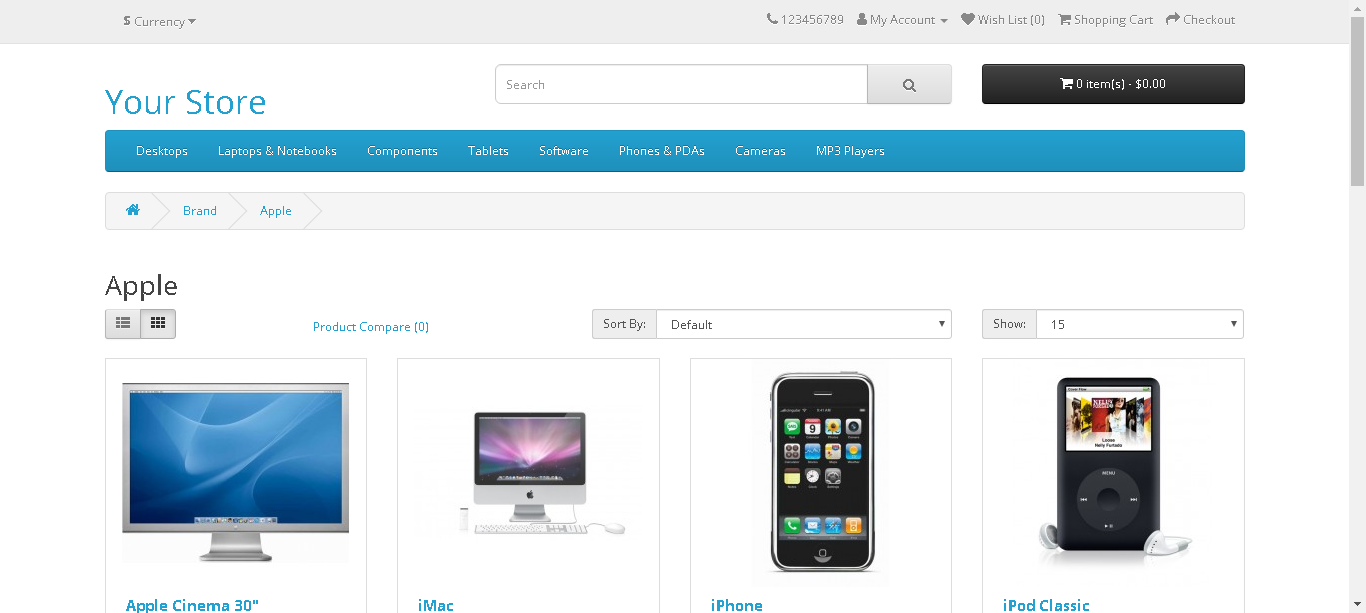 $ Currency
123456789 My Account Wish List (0) Shopping Cart Checkout
Your Store
Search
0 item(s) - $0.00
Desktops Laptops & Notebooks Components Tablets Software Phones & PDAs Cameras MP3 Players
Brand Apple
Apple
Product Compare (0)
Sort By: Default
Show: 15
MENU
Apple Cinema 30"
iMac
iPhone
iPod Classic